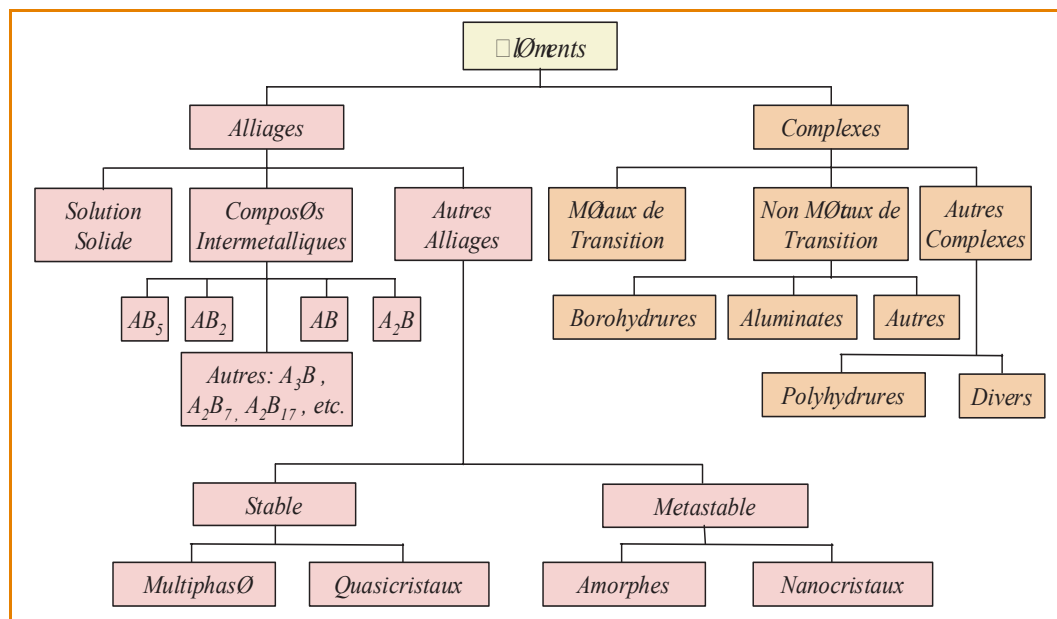 □lØments
Alliages
Complexes
Solution
Solide
ComposØs
Intermetalliques
Autres
Alliages
MØtaux de
Transition
Non MØtaux de
Transition
Autres
Complexes
AB₅
AB₂
AB
A₂B
Autres: A₃B ,
A₂B₇, A₂B₁₇ , etc.
Borohydrures
Aluminates
Autres
Polyhydrures
Divers
Stable
Metastable
MultiphasØ
Quasicristaux
Amorphes
Nanocristaux